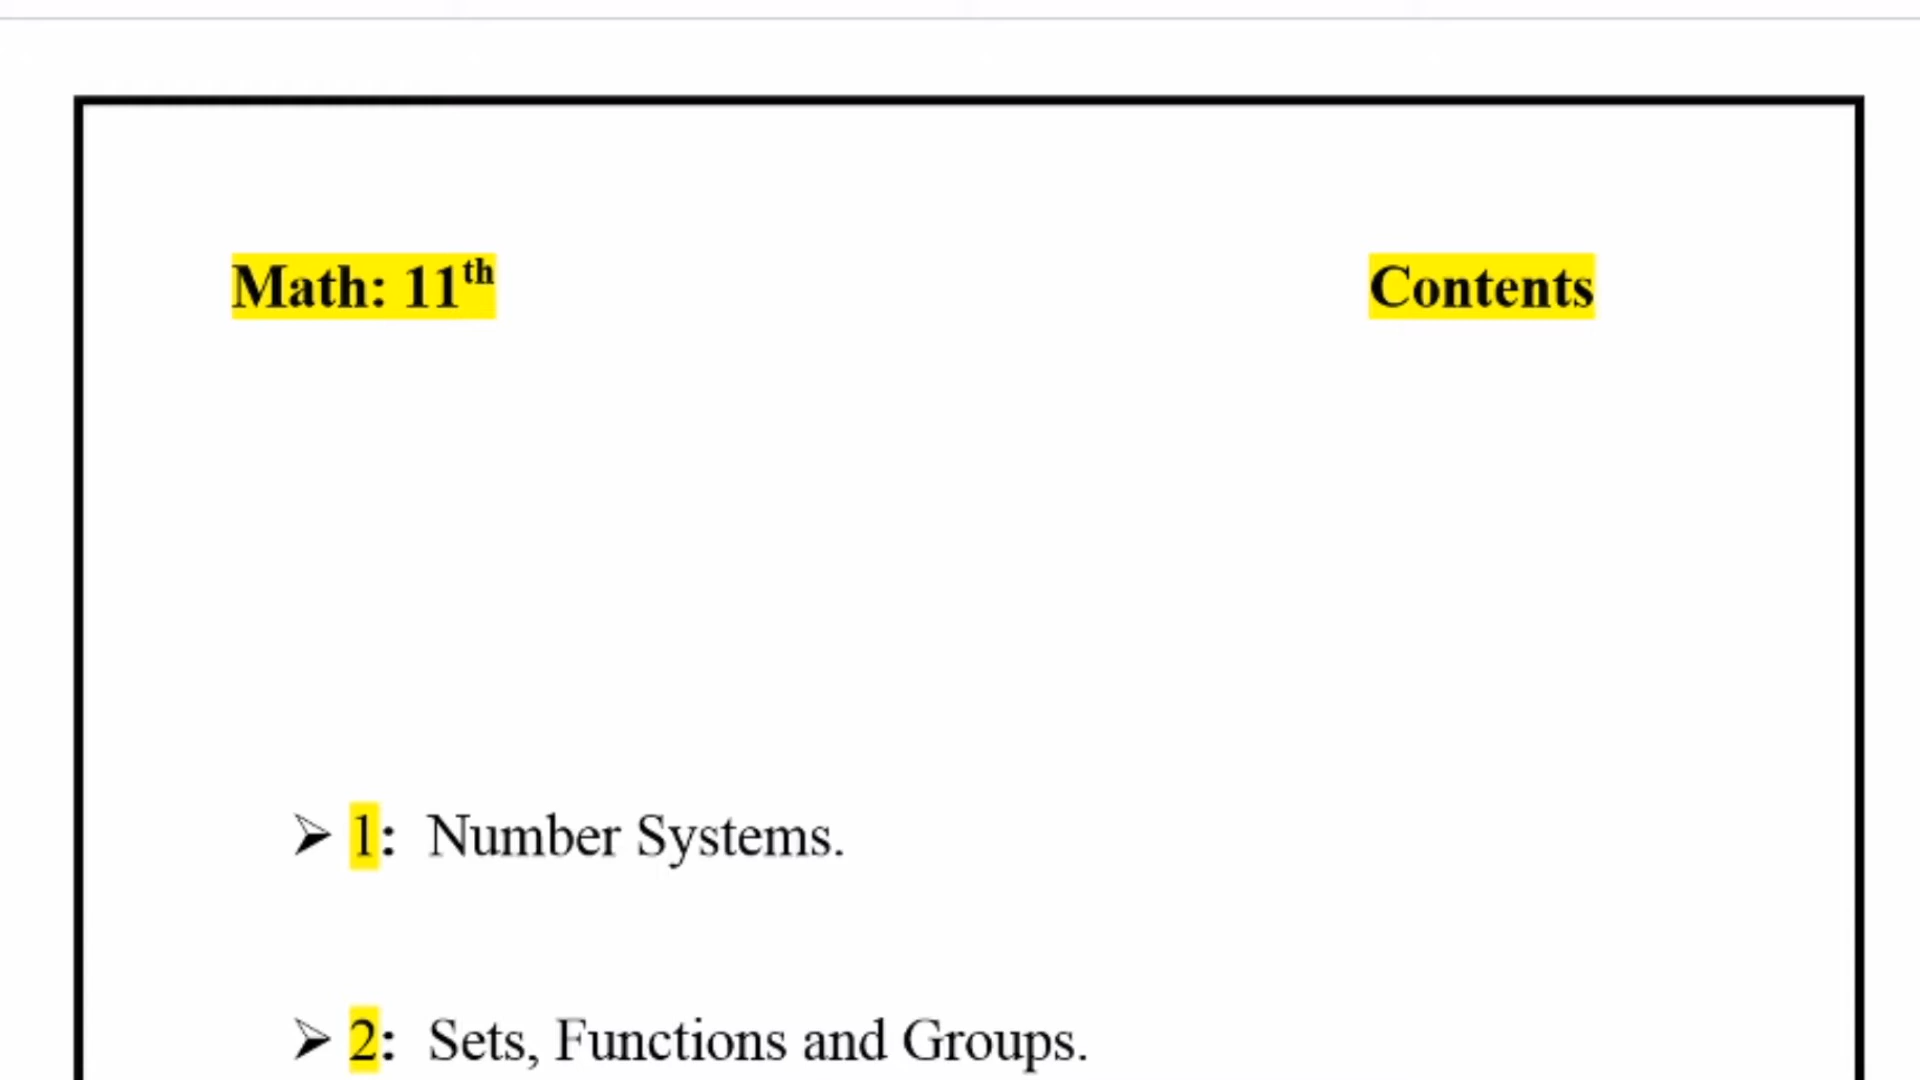 Math: 11th Contents
➢ 1: Number Systems.
➢ 2: Sets, Functions and Groups.